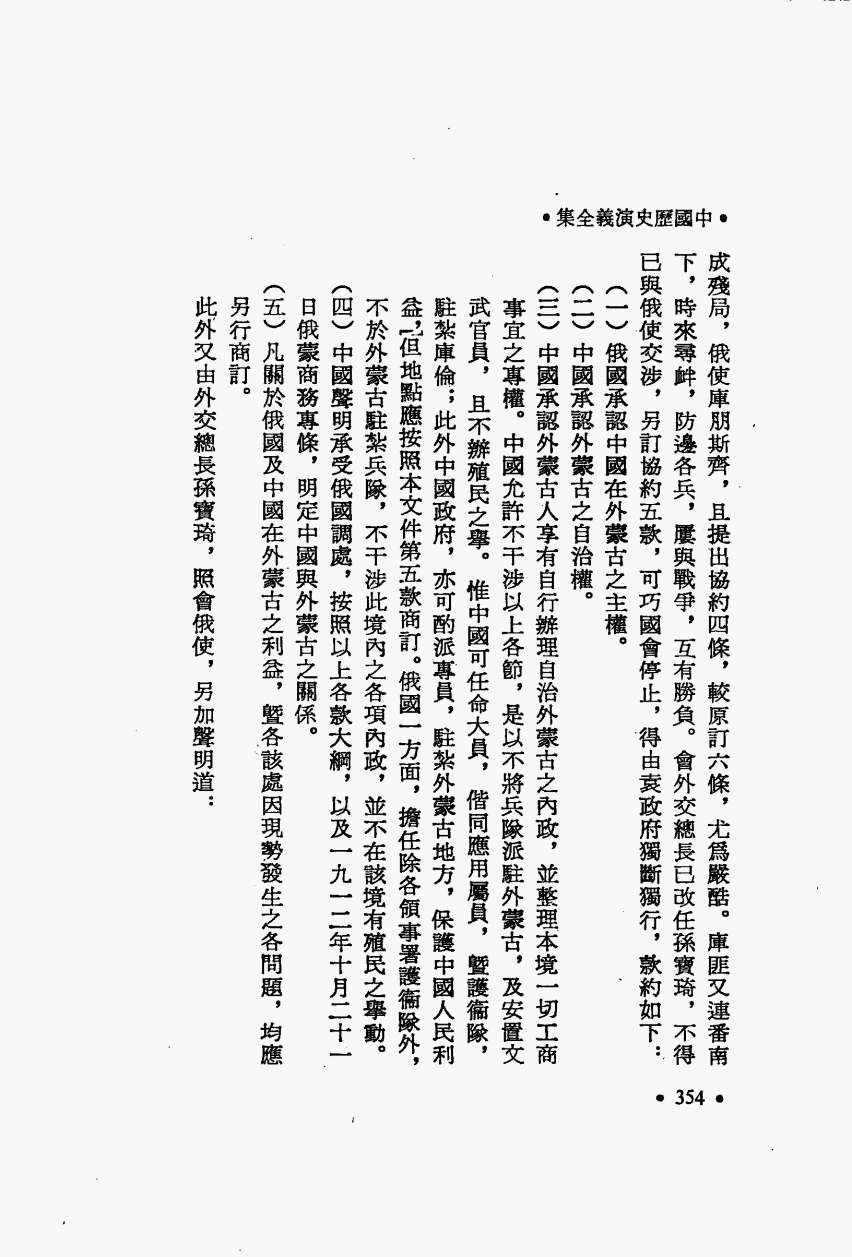 •中國歷史演義全集•
成殘局，俄使庫朋斯齊，且提出協約四條，較原訂六條，尤爲嚴酷。庫匪又連番南
下，時來尋衅，防邊各兵，屢與戰爭，互有勝負。會外交總長已改任孫寶琦，不得
已與俄使交涉，另訂協約五款，可巧國會停止，得由袁政府獨斷獨行，款約如下：
（一）俄國承認中國在外蒙古之主權。
（二）中國承認外蒙古之自治權。
（三）中國承認外蒙古人享有自行辦理自治外蒙古之內政，並整理本境一切工商
事宜之專權。中國允許不干涉以上各節，是以不將兵隊派駐外蒙古，及安置文
武官員，且不辦殖民之舉。惟中國可任命大員，偕同應用屬員，暨護衞隊，
駐紮庫倫；此外中國政府，亦可酌派專員，駐紮外蒙古地方，保護中國人民利
益，但地點應按照本文件第五款商訂。俄國一方面，擔任除各領事署護衞隊外，
不於外蒙古駐紮兵隊，不干涉此境內之各項內政，並不在該境有殖民之舉動。
（四）中國聲明承受俄國調處，按照以上各款大綱，以及一九一二年十月二十一
日俄蒙商務專條，明定中國與外蒙古之關係。
（五）凡關於俄國及中國在外蒙古之利益，暨各該處因現勢發生之各問題，均應
另行商訂。
此外又由外交總長孫寶琦，照會俄使，另加聲明道：
•354•